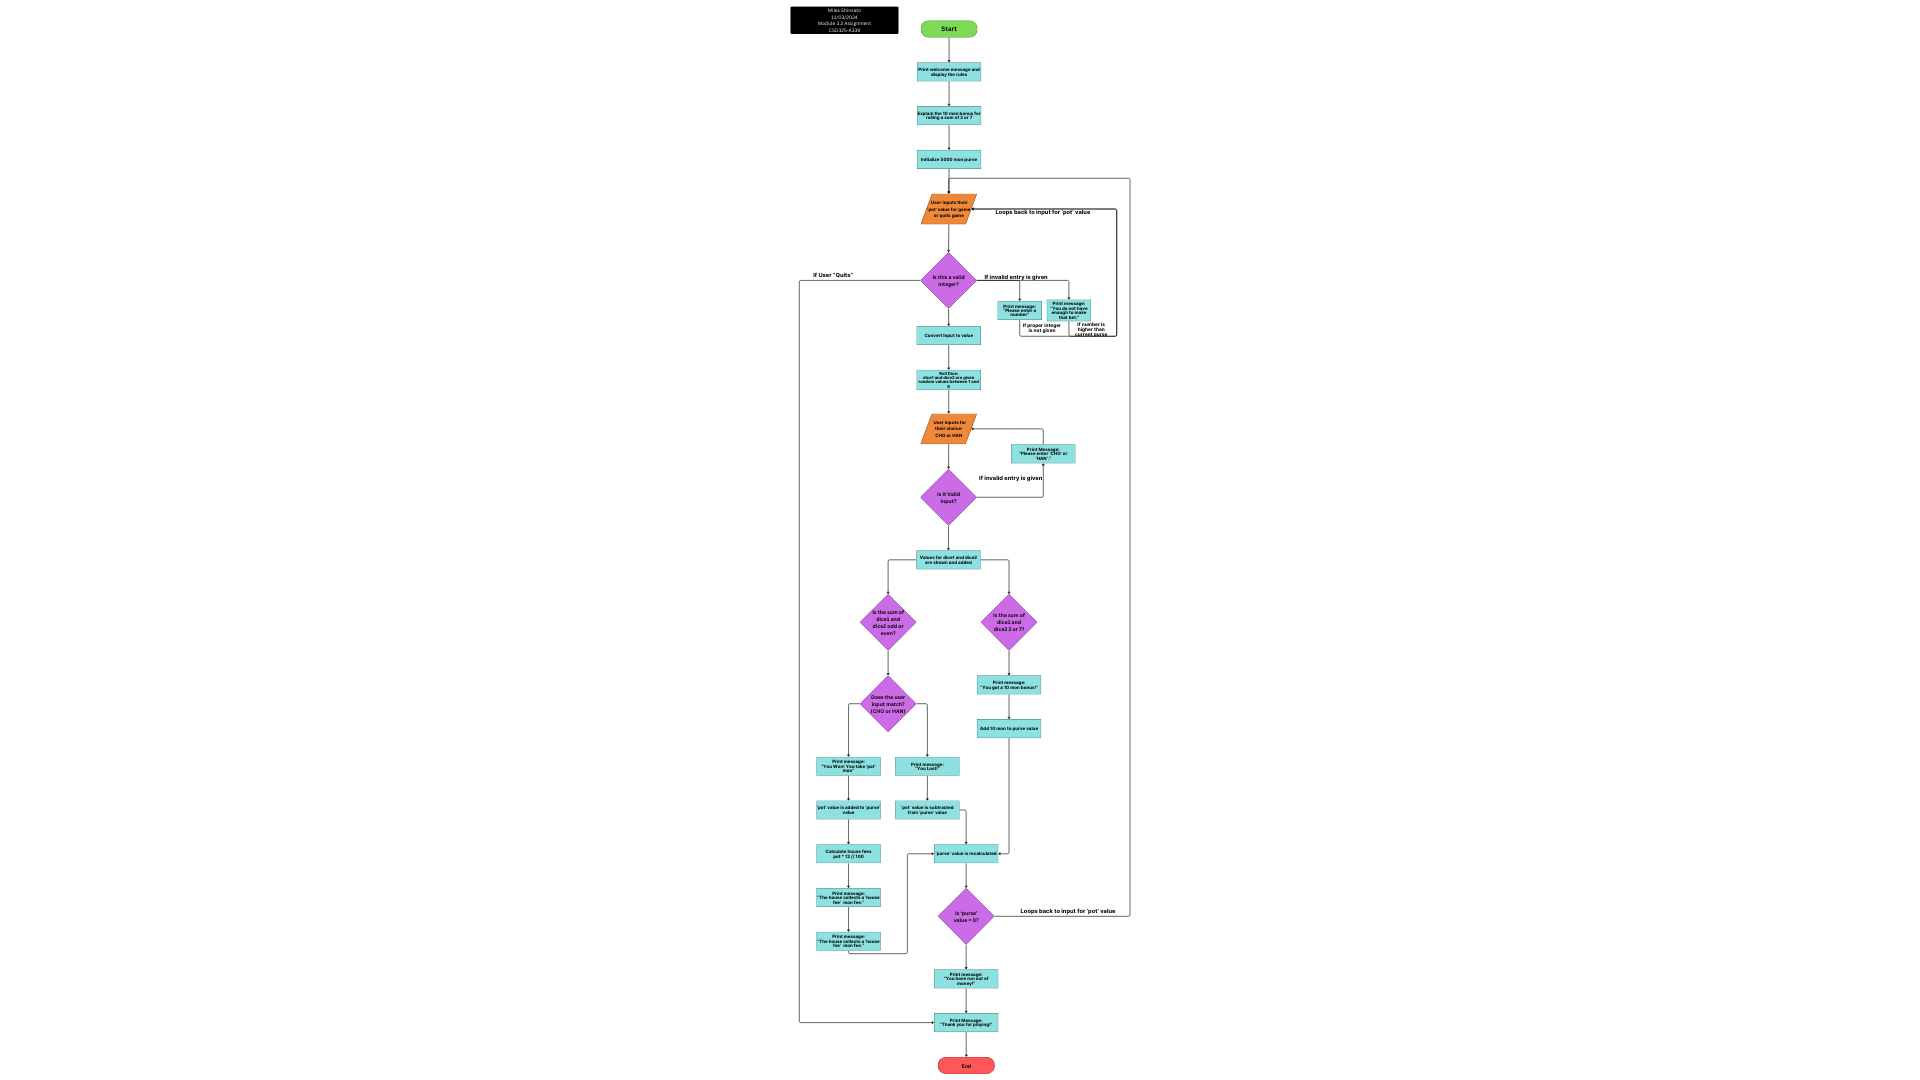 Miles Shinsato
11/03/2024
Module 3.2 Assignment
CSD325-A339
Start
Print welcome message and
display the rules
Explain the 10 mon bonus for
rolling a sum of 2 or 7
Initialize 5000 mon purse
User inputs their
'pot' value for game
or quits game
Loops back to input for 'pot' value
If User "Quits"
Is this a valid
integer?
If invalid entry is given
Print message:
"Please enter a
number"
Print message:
"You do not have
enough to make
that bet."
If proper integer
is not given
If number is
higher than
current purse
Convert input to value
Roll Dice:
dice1 and dice2 are given
random values between 1 and
6
User inputs for
their choice:
CHO or HAN
Print Message:
"Please enter 'CHO' or
'HAN'."
If invalid entry is given
Is it Valid
input?
Values for dice1 and dice2
are shown and added
Is the sum of
dice1 and
dice2 odd or
even?
Is the sum of
dice1 and
dice2 2 or 7?
Does the user
input match?
(CHO or HAN)
Print message:
"You got a 10 mon bonus!"
Add 10 mon to purse value
Print message:
"You Won! You take 'pot'
mon"
Print message:
"You Lost!"
'pot' value is added to 'purse'
value
'pot' value is subtracted
from 'purse' value
Calculate house fees
pot * 12 // 100
'purse' value is recalculated
Print message:
"The house collects a 'house
fee' mon fee."
Is 'purse'
value = 0?
Loops back to input for 'pot' value
Print message:
"The house collects a 'house
fee' mon fee."
Print message:
"You have run out of
money!"
Print Message:
"Thank you for playing!"
End